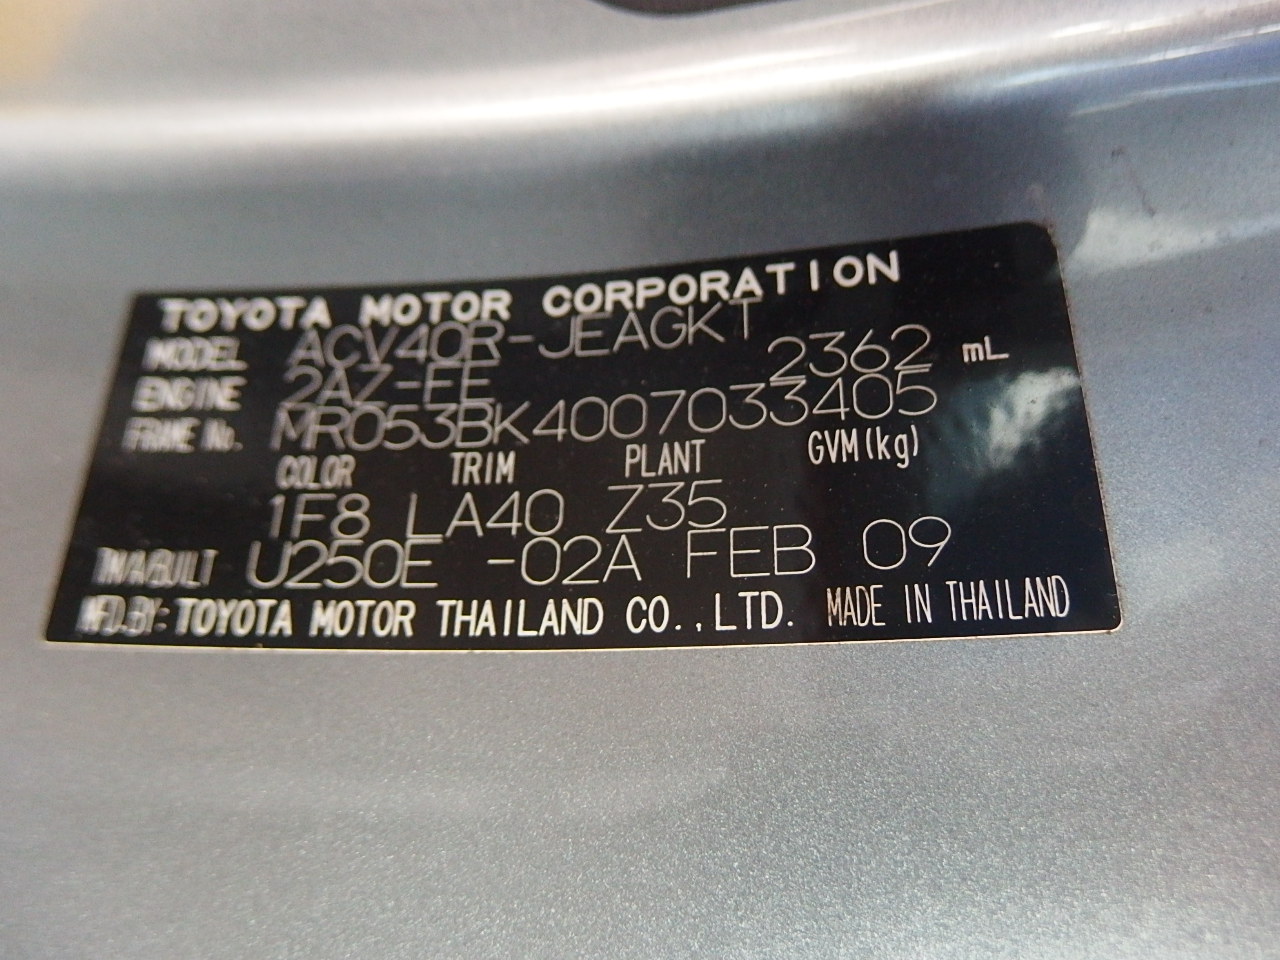 TOYOTA MOTOR CORPORATION
MODEL ACV40R-JEAGKT
ENGINE 2AZ-FE 2362 mL
FRAME No. MR053BK4007033405
COLOR TRIM PLANT GVM(kg)
1F8 LA40 Z35
TM/A/BUILT U250E -02A FEB 09
MFD.BY: TOYOTA MOTOR THAILAND CO.,LTD. MADE IN THAILAND